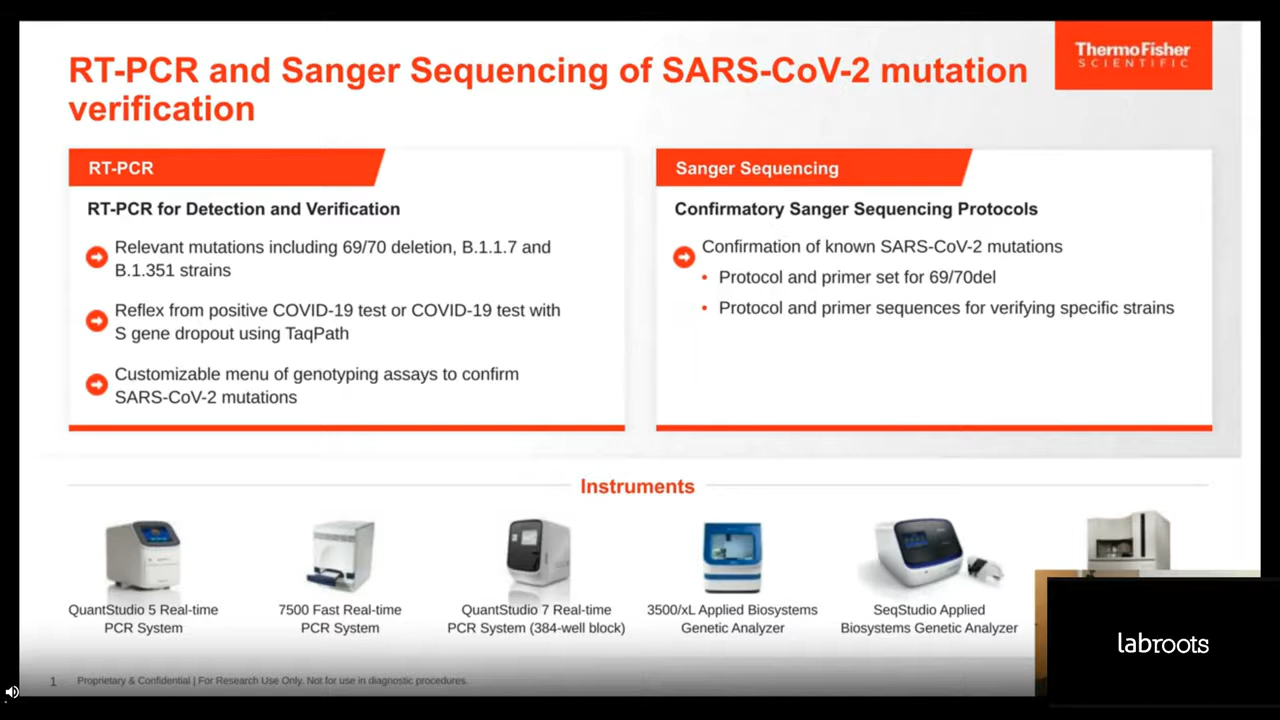 RT-PCR and Sanger Sequencing of SARS-CoV-2 mutation
verification
ThermoFisher
SCIENTIFIC
RT-PCR
RT-PCR for Detection and Verification
Relevant mutations including 69/70 deletion, B.1.1.7 and
B.1.351 strains
Reflex from positive COVID-19 test or COVID-19 test with
S gene dropout using TaqPath
Customizable menu of genotyping assays to confirm
SARS-CoV-2 mutations
Sanger Sequencing
Confirmatory Sanger Sequencing Protocols
Confirmation of known SARS-CoV-2 mutations
• Protocol and primer set for 69/70del
• Protocol and primer sequences for verifying specific strains
Instruments
QuantStudio 5 Real-time
PCR System
7500 Fast Real-time
PCR System
QuantStudio 7 Real-time
PCR System (384-well block)
3500/xL Applied Biosystems
Genetic Analyzer
SeqStudio Applied
Biosystems Genetic Analyzer
labroots
1
Proprietary & Confidential | For Research Use Only. Not for use in diagnostic procedures.